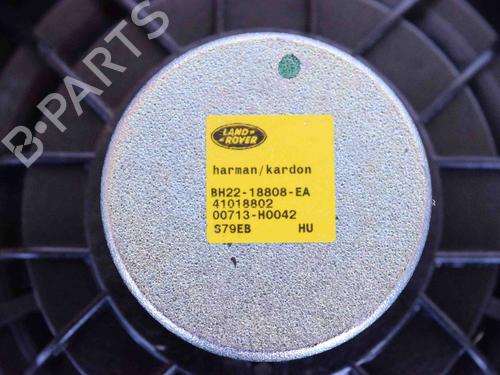 B-PARTS
LAND-
ROVER
harman/kardon
BH22-18808-EA
41018802
00713-H0042
S79EB HU